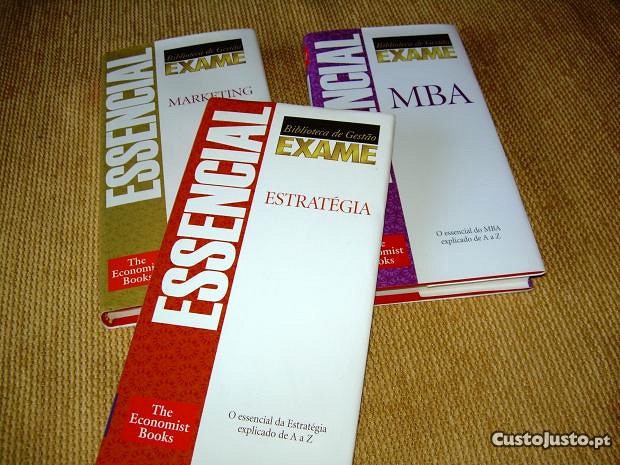 ESSENCIAL
Biblioteca de Gestão
EXAME
MARKETING
The
Economist
Books
ESSENCIAL
Biblioteca de Gestão
EXAME
MBA
O essencial do MBA
explicado de A a Z
The
Economist
Books
ESSENCIAL
Biblioteca de Gestão
EXAME
ESTRATÉGIA
O essencial da Estratégia
explicado de A a Z
The
Economist
Books
CustoJusto.pt